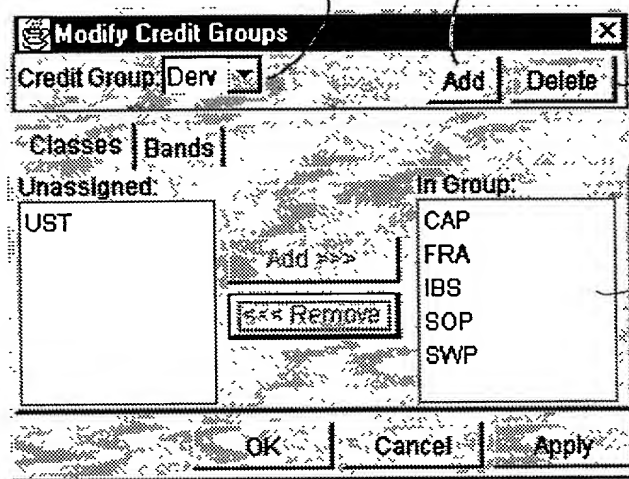 Modify Credit Groups
Credit Group: Derv Add Delete
Classes Bands
Unassigned: In Group:
UST CAP
Add >>> FRA
IBS
<<< Remove SOP
SWP
OK Cancel Apply